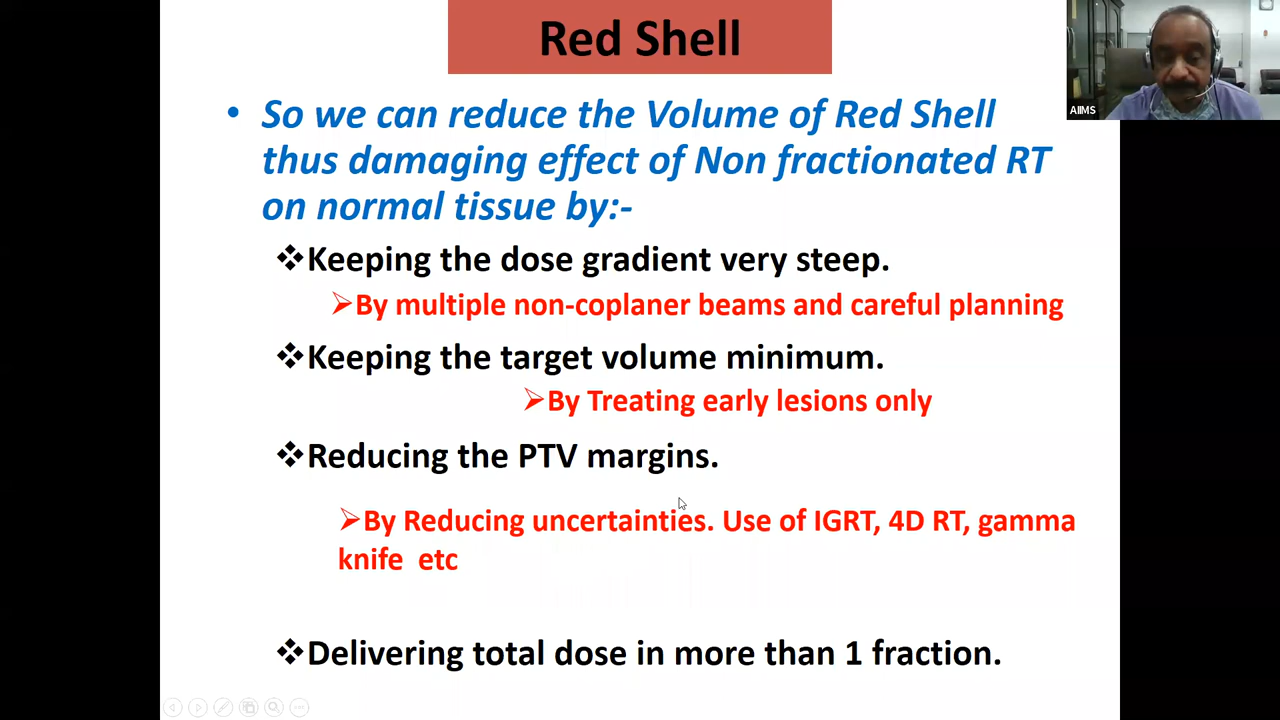 Red Shell
AIIMS
• So we can reduce the Volume of Red Shell
thus damaging effect of Non fractionated RT
on normal tissue by:-
❖Keeping the dose gradient very steep.
➢By multiple non-coplaner beams and careful planning
❖Keeping the target volume minimum.
➢By Treating early lesions only
❖Reducing the PTV margins.
➢By Reducing uncertainties. Use of IGRT, 4D RT, gamma
knife etc
❖Delivering total dose in more than 1 fraction.